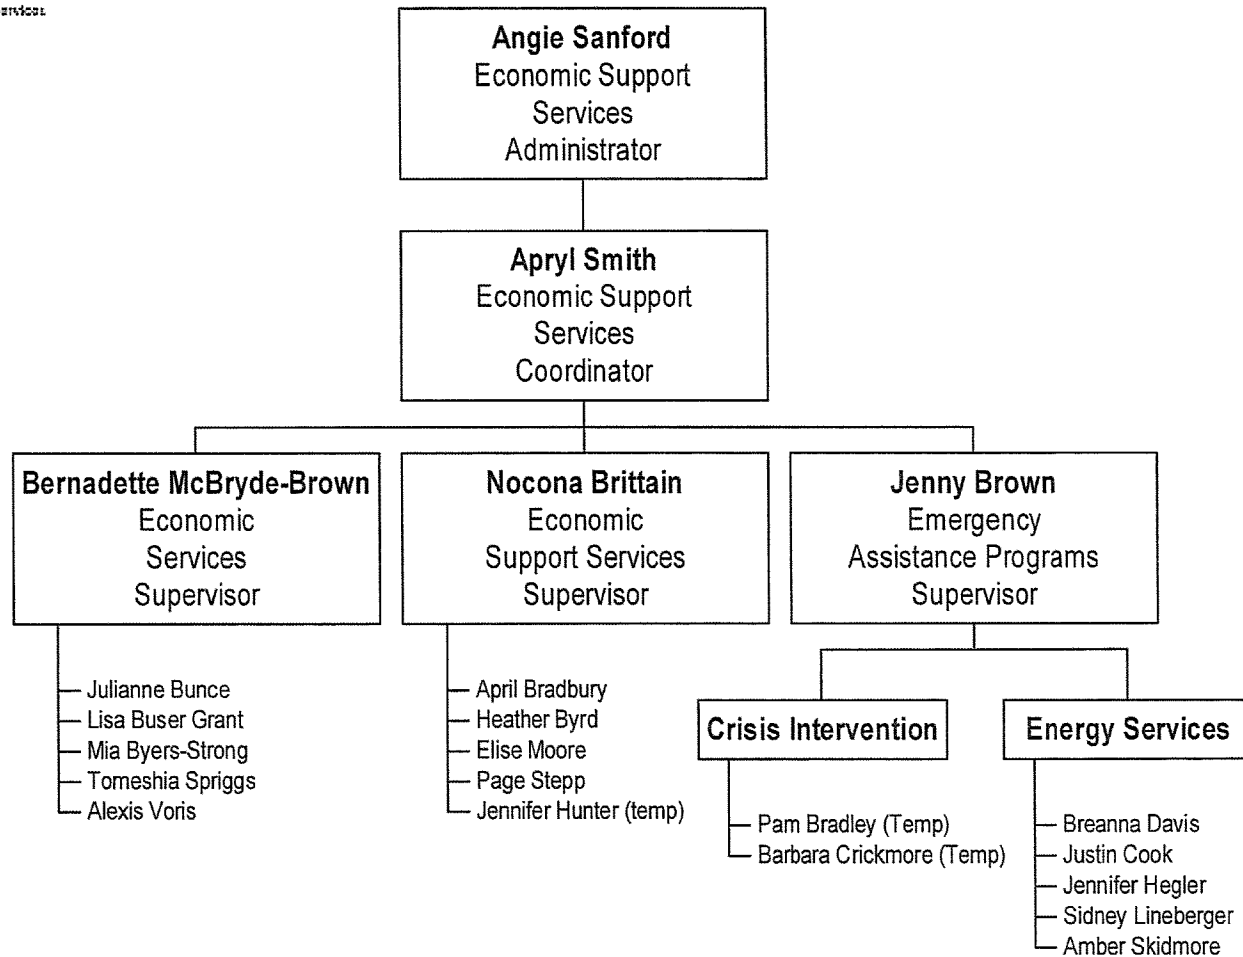 Angie Sanford
Economic Support
Services
Administrator
Apryl Smith
Economic Support
Services
Coordinator
Bernadette McBryde-Brown
Economic
Services
Supervisor
Nocona Brittain
Economic
Support Services
Supervisor
Jenny Brown
Emergency
Assistance Programs
Supervisor
Julianne Bunce
Lisa Buser Grant
Mia Byers-Strong
Tomeshia Spriggs
Alexis Voris
April Bradbury
Heather Byrd
Elise Moore
Page Stepp
Jennifer Hunter (temp)
Crisis Intervention
Pam Bradley (Temp)
Barbara Crickmore (Temp)
Energy Services
Breanna Davis
Justin Cook
Jennifer Hegler
Sidney Lineberger
Amber Skidmore